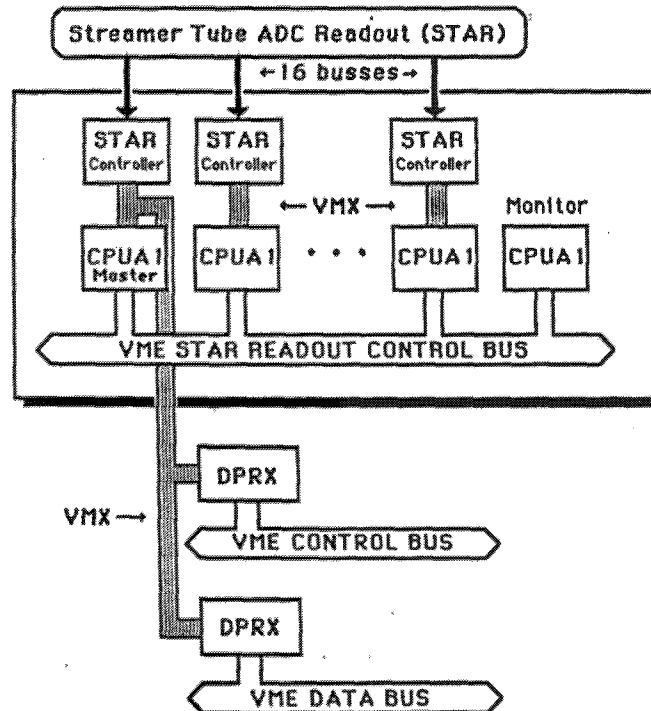 Streamer Tube ADC Readout (STAR)
←16 busses→
STAR
Controller
STAR
Controller
STAR
Controller
←VMX→
Monitor
CPUA1
Master
CPUA1
• • •
CPUA1
CPUA1
VME STAR READOUT CONTROL BUS
DPRX
VMX→
VME CONTROL BUS
DPRX
VME DATA BUS